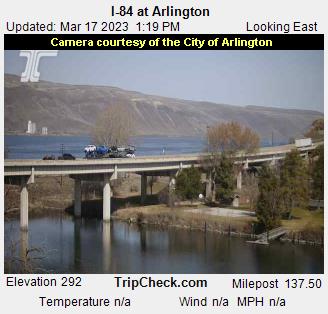 I-84 at Arlington
Updated: Mar 17 2023 1:19 PM Looking East
Camera courtesy of the City of Arlington
Elevation 292 TripCheck.com Milepost 137.50
Temperature n/a Wind n/a MPH n/a